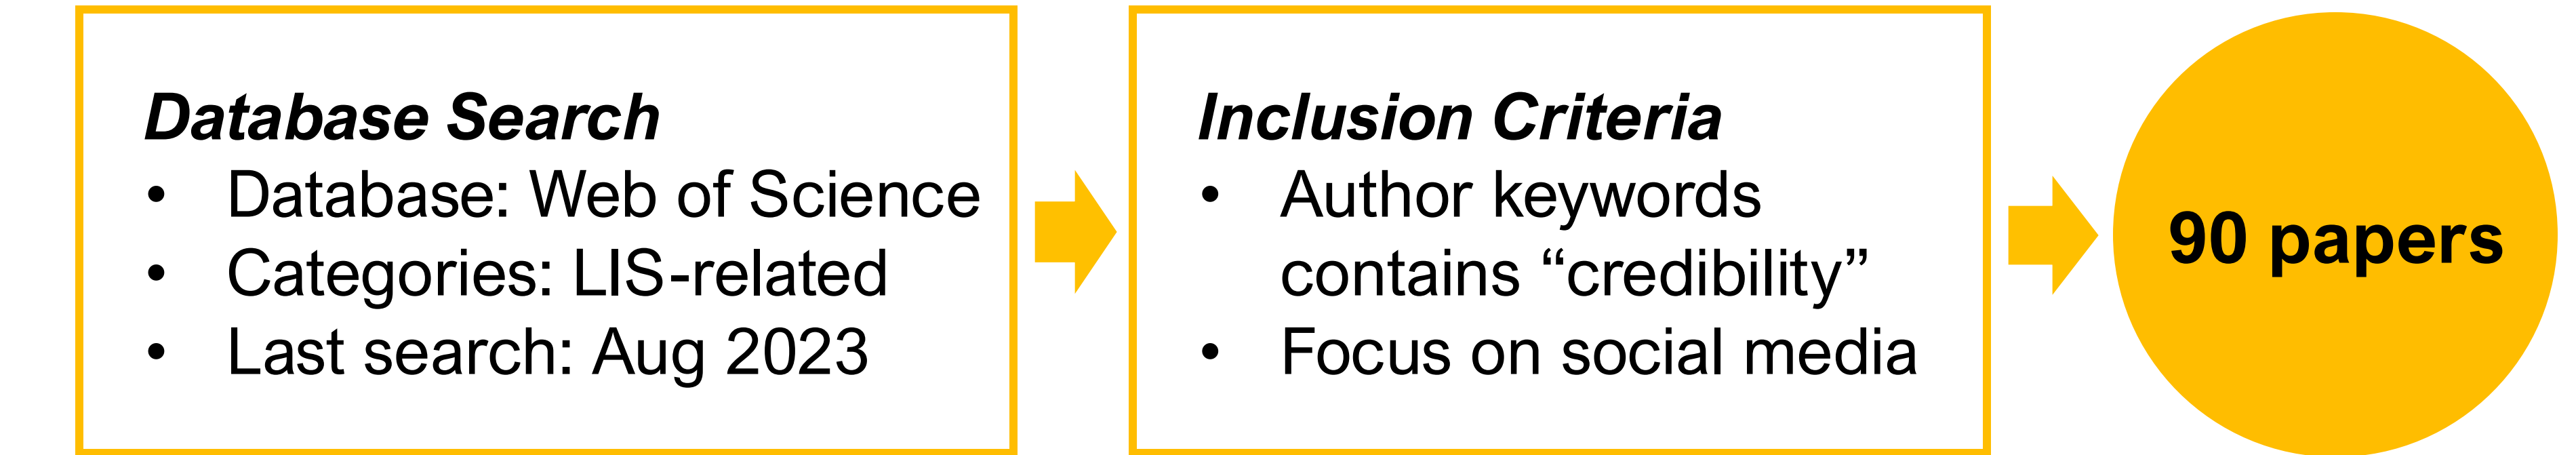 Database Search
• Database: Web of Science
• Categories: LIS-related
• Last search: Aug 2023
Inclusion Criteria
• Author keywords
contains “credibility”
• Focus on social media
90 papers